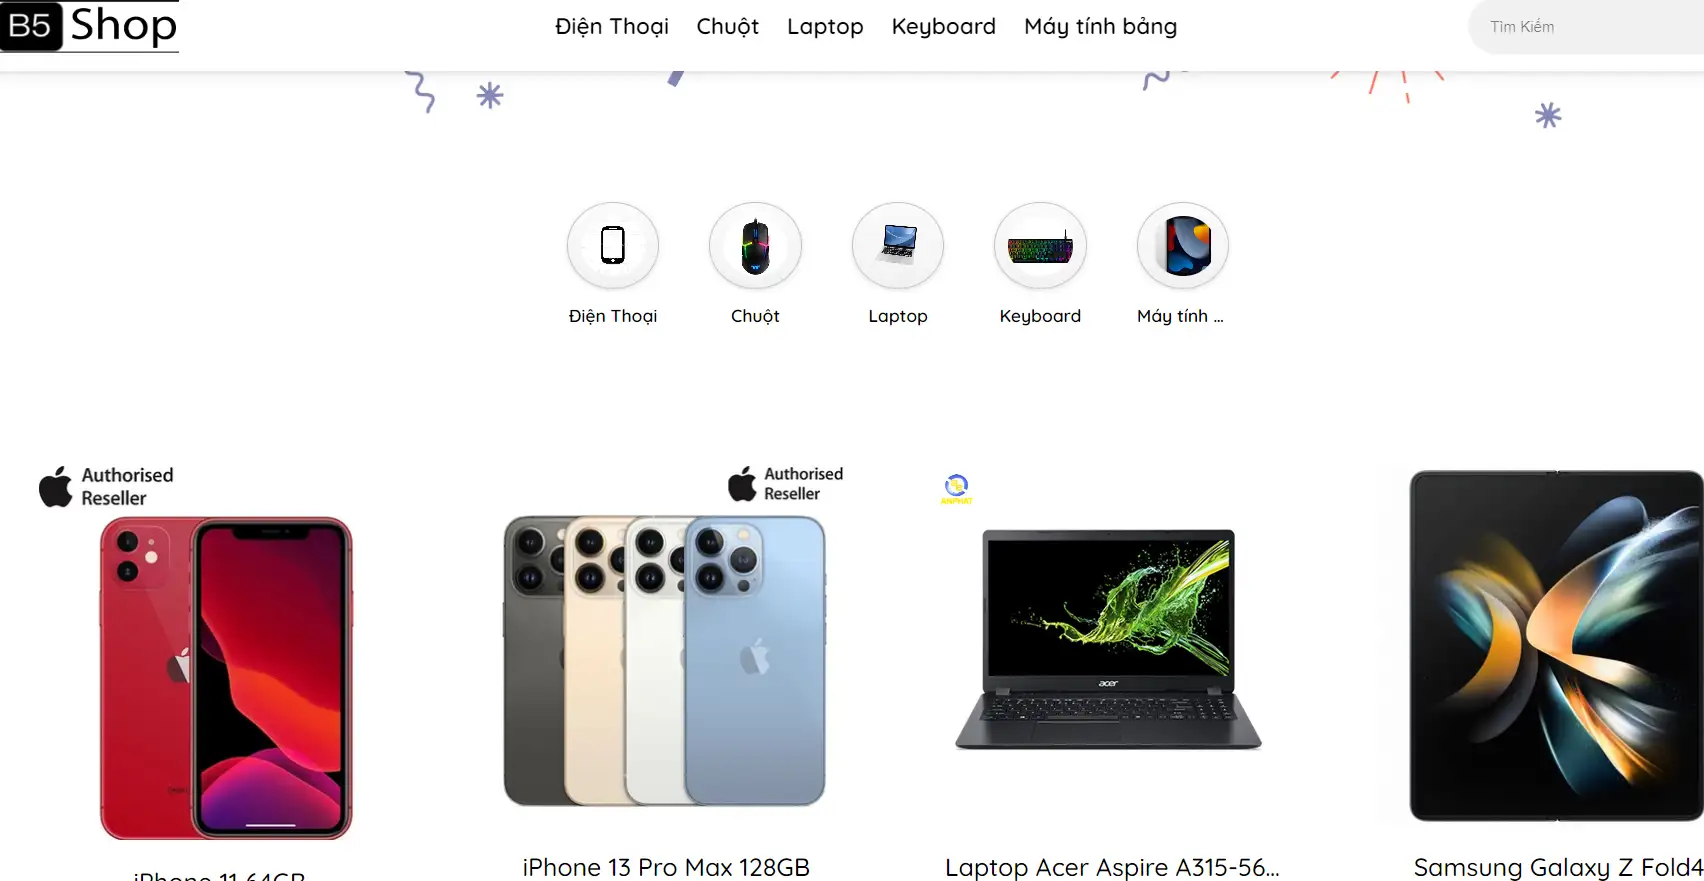 B5 Shop
Điện Thoại Chuột Laptop Keyboard Máy tính bảng
Tìm Kiếm
Điện Thoại Chuột Laptop Keyboard Máy tính ...
Authorised
Reseller
Authorised
Reseller
ANPHAT
acer
iPhone 11 64GB
iPhone 13 Pro Max 128GB
Laptop Acer Aspire A315-56...
Samsung Galaxy Z Fold4